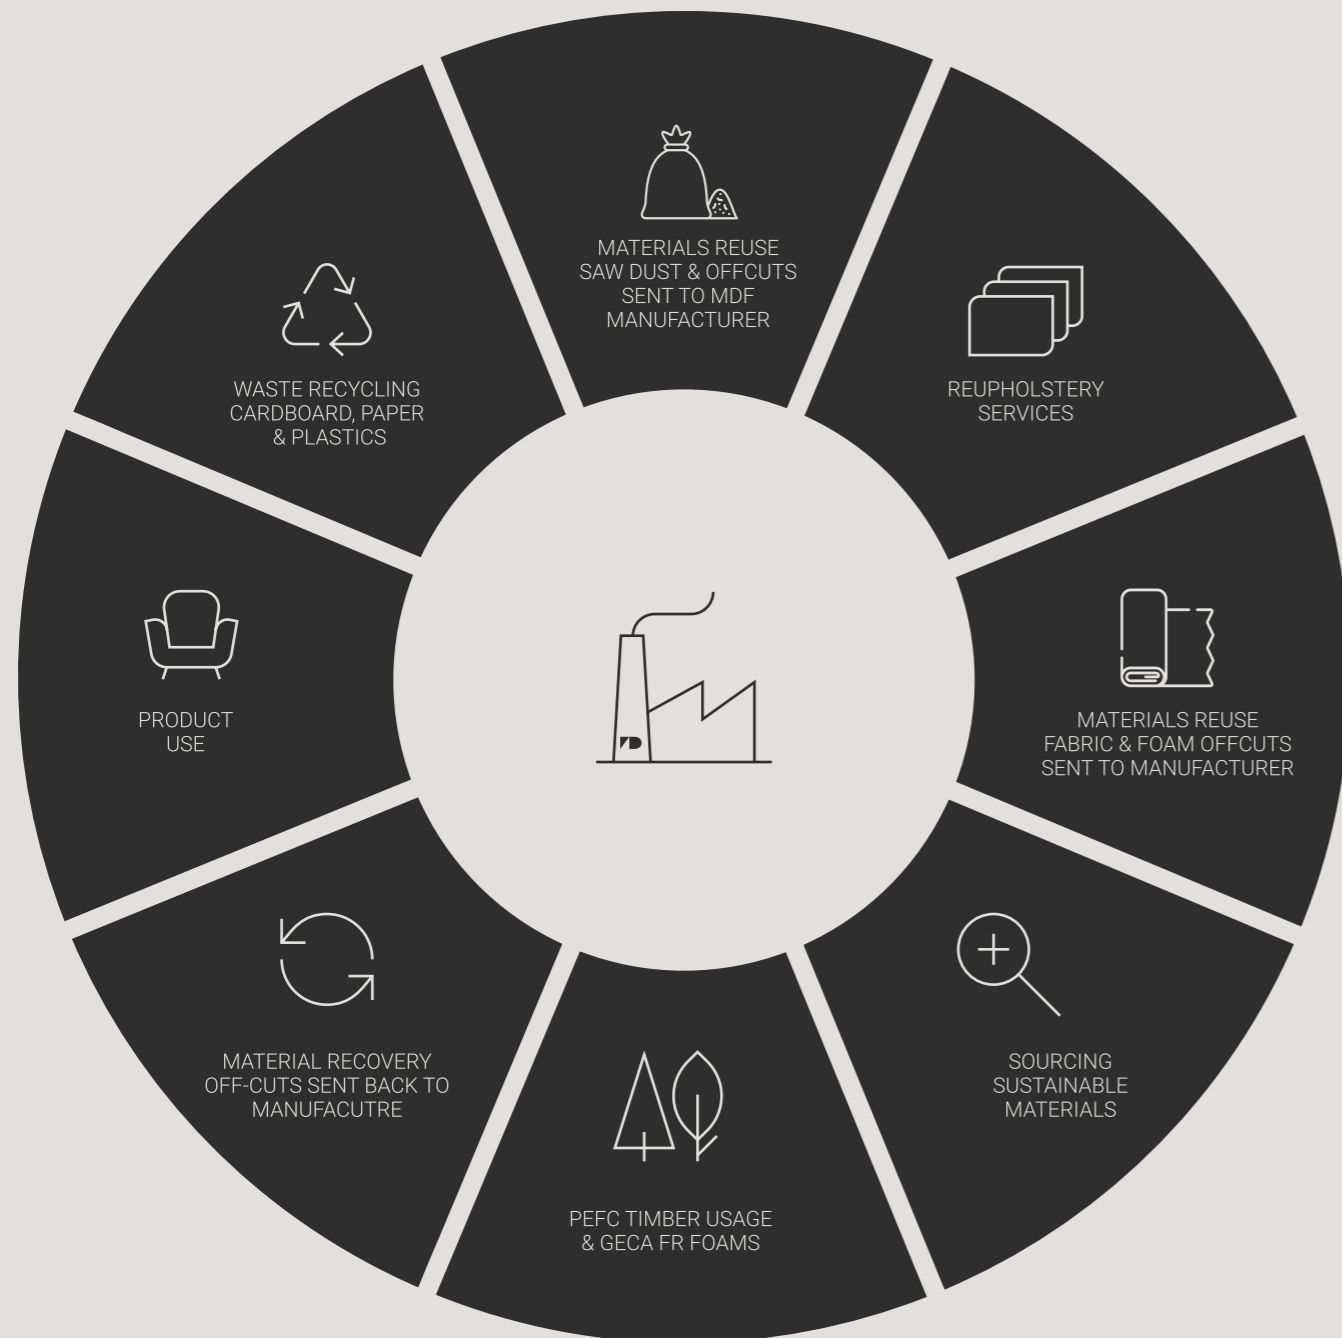 MATERIALS REUSE
SAW DUST & OFFCUTS
SENT TO MDF
MANUFACTURER
REUPHOLSTERY
SERVICES
MATERIALS REUSE
FABRIC & FOAM OFFCUTS
SENT TO MANUFACTURER
SOURCING
SUSTAINABLE
MATERIALS
PEFC TIMBER USAGE
& GECA FR FOAMS
MATERIAL RECOVERY
OFF-CUTS SENT BACK TO
MANUFACUTRE
PRODUCT
USE
WASTE RECYCLING
CARDBOARD, PAPER
& PLASTICS